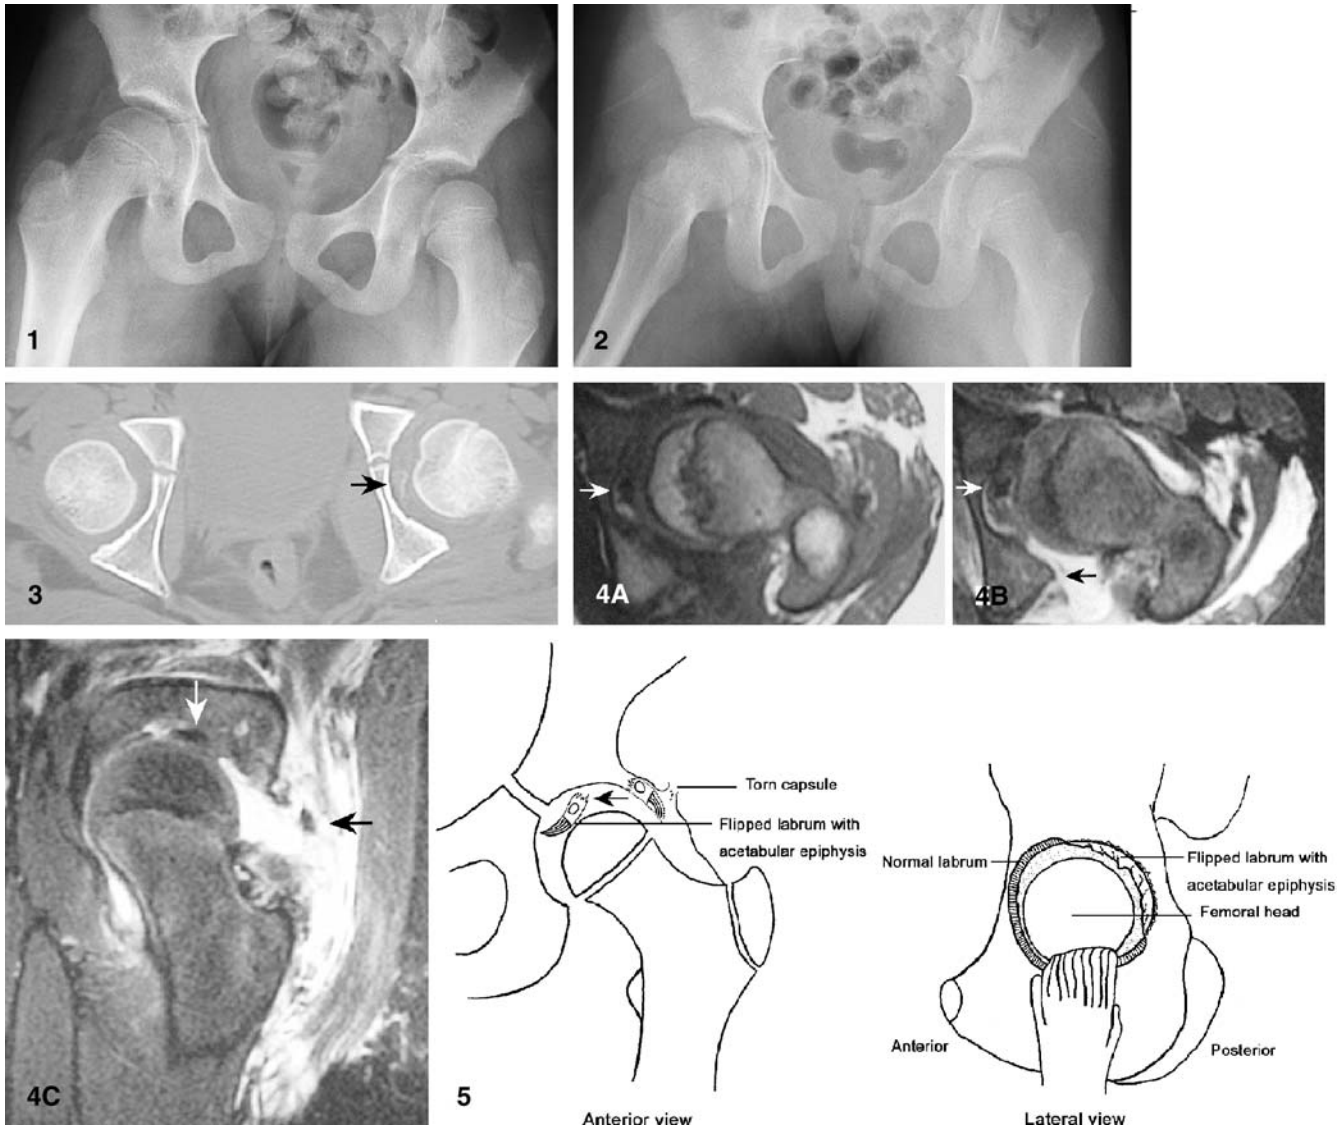 1
2
3
4A
4B
4C
5
Torn capsule
Flipped labrum with
acetabular epiphysis
Anterior view
Normal labrum
Flipped labrum with
acetabular epiphysis
Femoral head
Anterior
Posterior
Lateral view